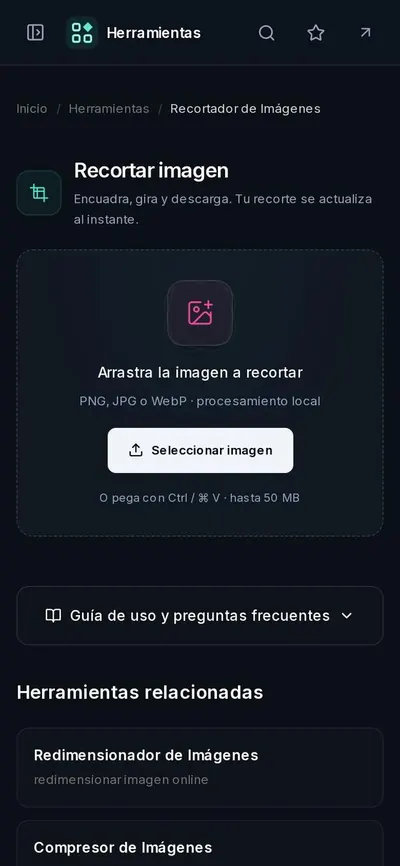 Herramientas
Inicio / Herramientas / Recortador de Imágenes
Recortar imagen
Encuadra, gira y descarga. Tu recorte se actualiza
al instante.
Arrastra la imagen a recortar
PNG, JPG o WebP · procesamiento local
Seleccionar imagen
O pega con Ctrl / ⌘ V · hasta 50 MB
Guía de uso y preguntas frecuentes
Herramientas relacionadas
Redimensionador de Imágenes
redimensionar imagen online
Compresor de Imágenes